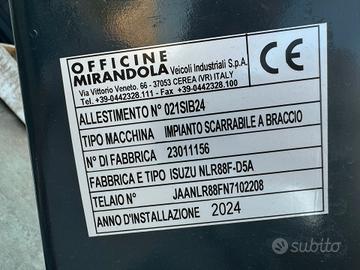 OFFICINE
MIRANDOLA Veicoli Industriali S.p.A.
Via Vittorio Veneto. 66 - 37053 CEREA (VR) ITALY
Tel. +39-0442328.111 - Fax +39-0442328.100
CE
ALLESTIMENTO N° 021SIB24
TIPO MACCHINA IMPIANTO SCARRABILE A BRACCIO
N° DI FABBRICA 23011156
FABBRICA E TIPO ISUZU NLR88F-D5A
TELAIO N° JAANLR88FN7102208
ANNO D'INSTALLAZIONE 2024
subito